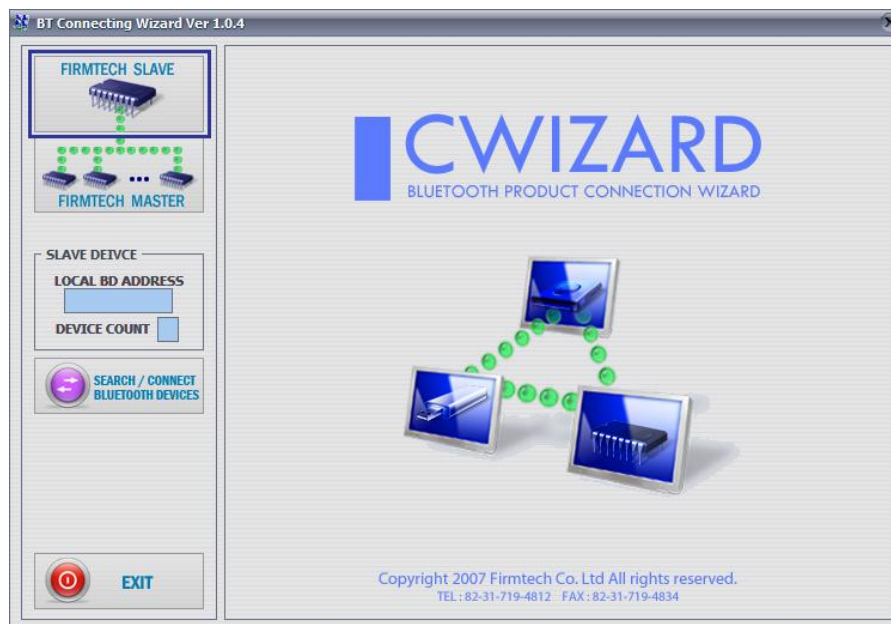 BT Connecting Wizard Ver 1.0.4
FIRMTECH SLAVE
FIRMTECH MASTER
SLAVE DEIVCE
LOCAL BD ADDRESS
DEVICE COUNT
SEARCH / CONNECT
BLUETOOTH DEVICES
EXIT
CWIZARD
BLUETOOTH PRODUCT CONNECTION WIZARD
Copyright 2007 Firmtech Co. Ltd All rights reserved.
TEL : 82-31-719-4812 FAX : 82-31-719-4834